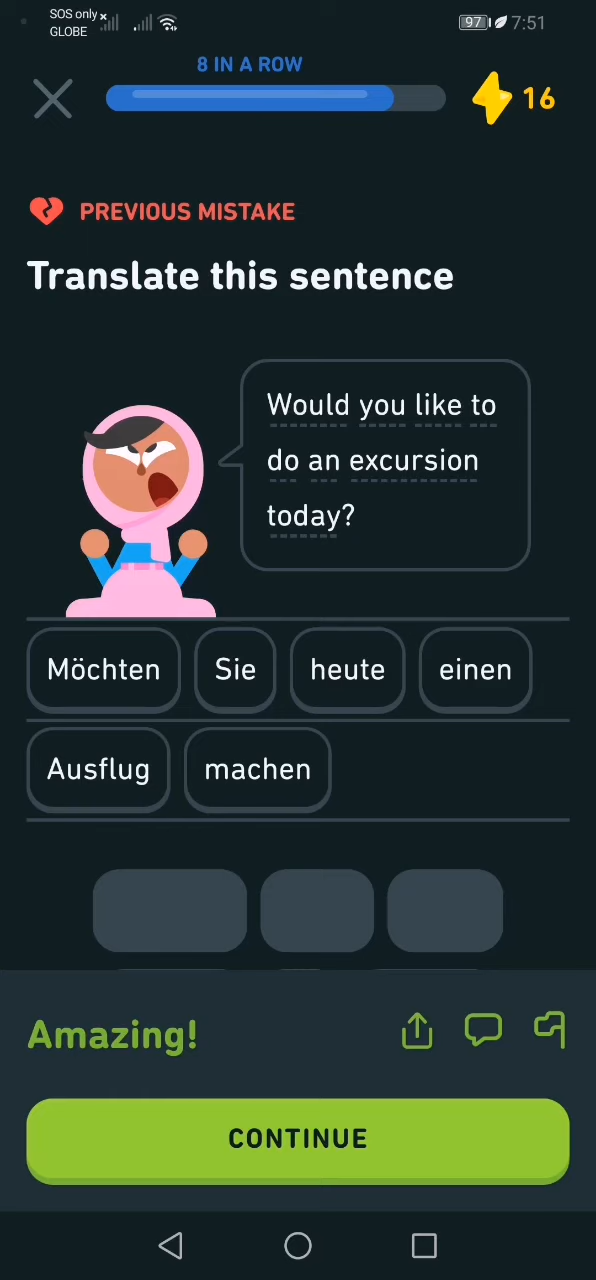 SOS only
GLOBE
97 7:51
8 IN A ROW
16
PREVIOUS MISTAKE
Translate this sentence
Would you like to
do an excursion
today?
Möchten Sie heute einen
Ausflug machen
Amazing!
CONTINUE